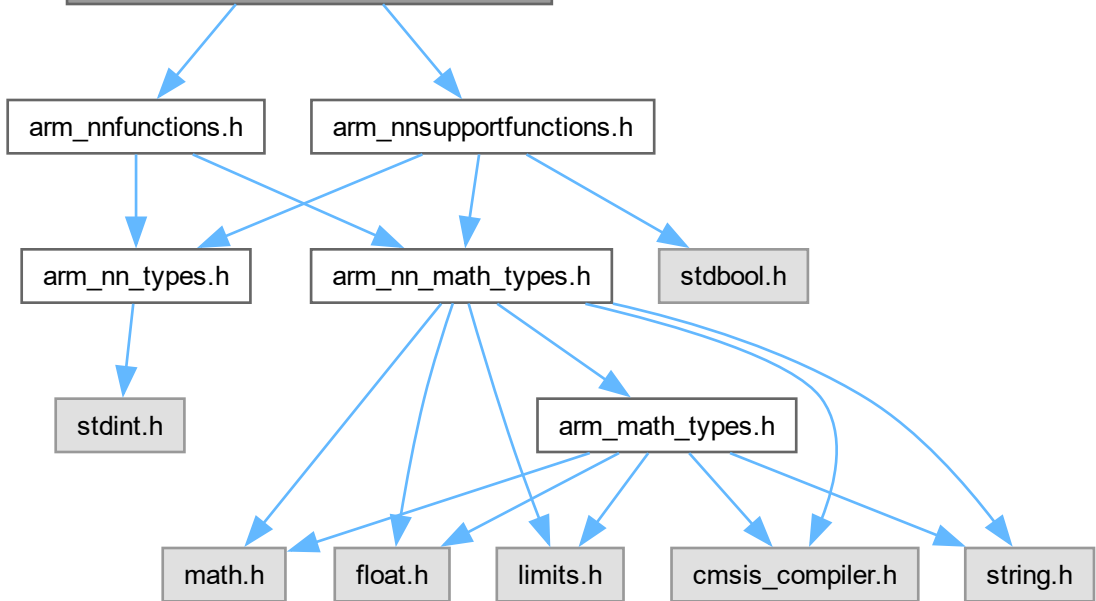 arm_nnfunctions.h
arm_nnsupportfunctions.h
arm_nn_types.h
arm_nn_math_types.h
stdbool.h
stdint.h
arm_math_types.h
math.h
float.h
limits.h
cmsis_compiler.h
string.h